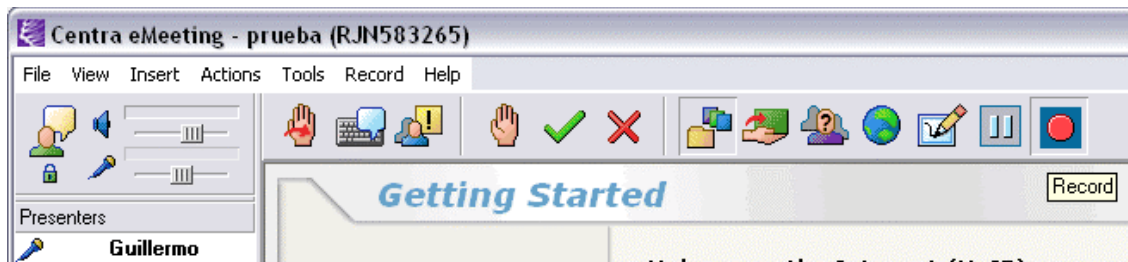 Centra eMeeting - prueba (RJN583265)
File View Insert Actions Tools Record Help
Getting Started
Record
Presenters
Guillermo